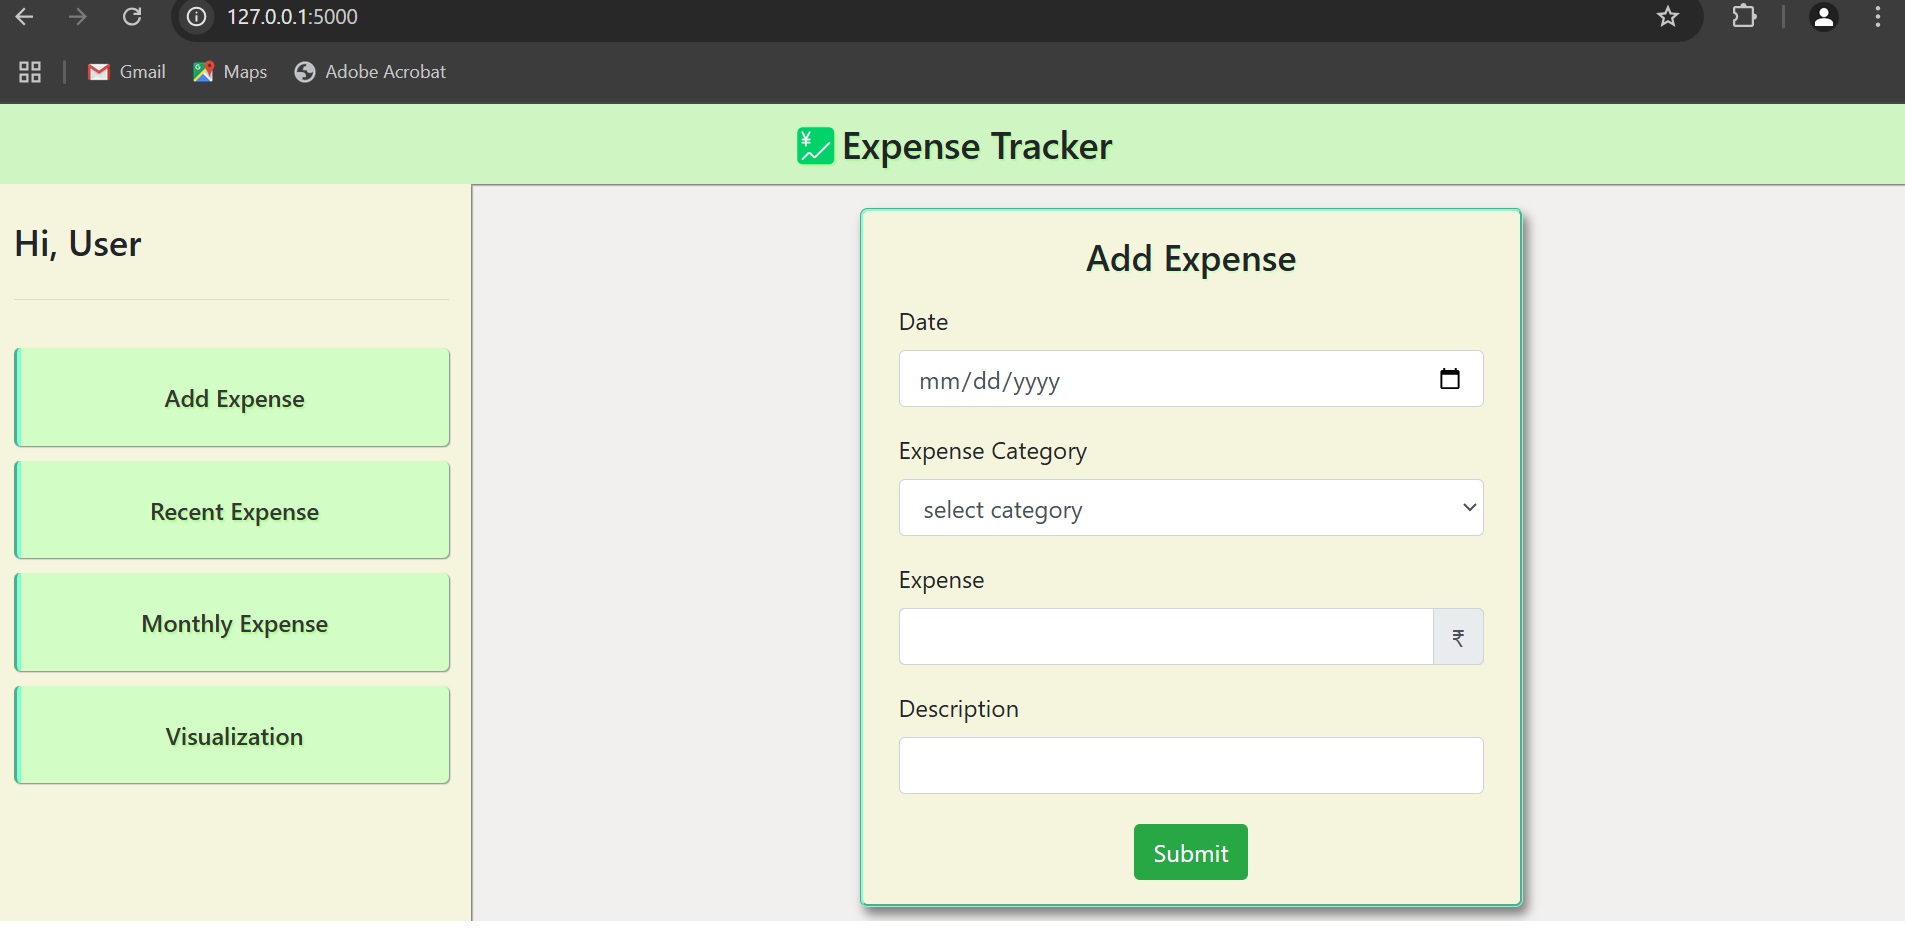 127.0.0.1:5000
Gmail Maps Adobe Acrobat
¥ Expense Tracker
Hi, User
Add Expense
Recent Expense
Monthly Expense
Visualization
Add Expense
Date
mm/dd/yyyy
Expense Category
select category
Expense
₹
Description
Submit